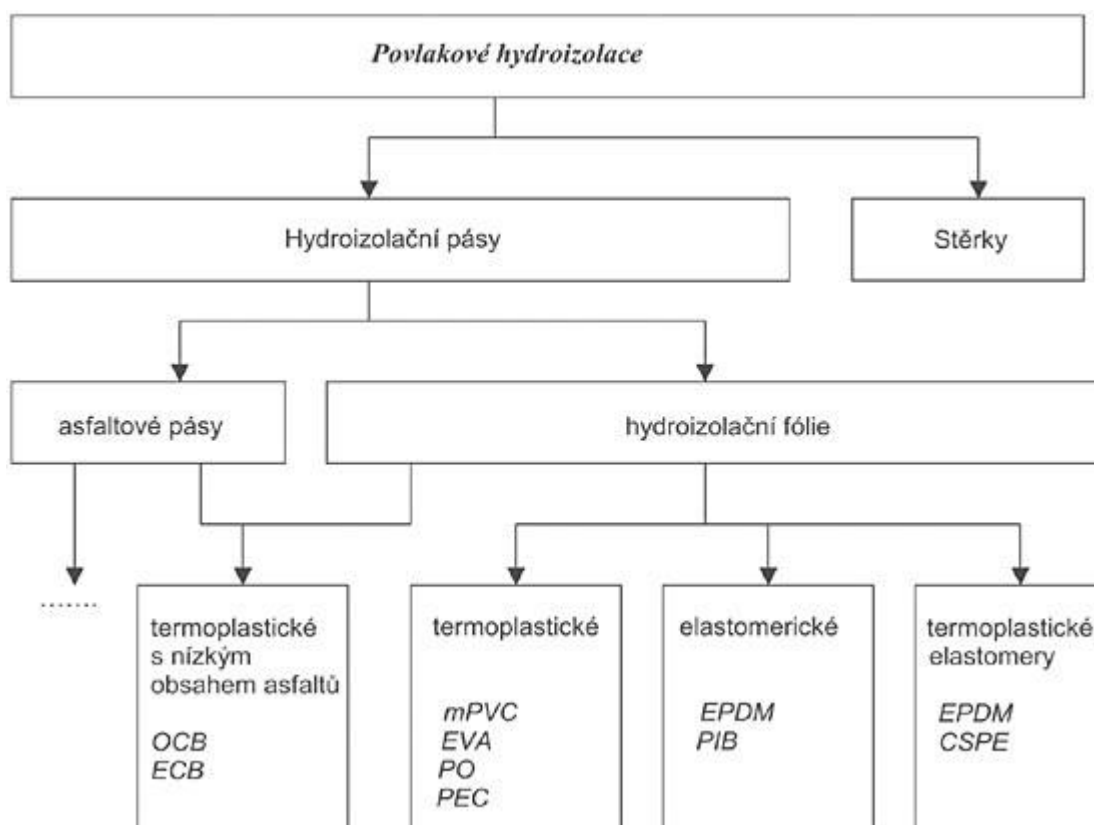 Povlakové hydroizolace
Hydroizolační pásy
Stěrky
asfaltové pásy
hydroizolační fólie
........
termoplastické
s nízkým
obsahem asfaltů
OCB
ECB
termoplastické
mPVC
EVA
PO
PEC
elastomerické
EPDM
PIB
termoplastické
elastomery
EPDM
CSPE